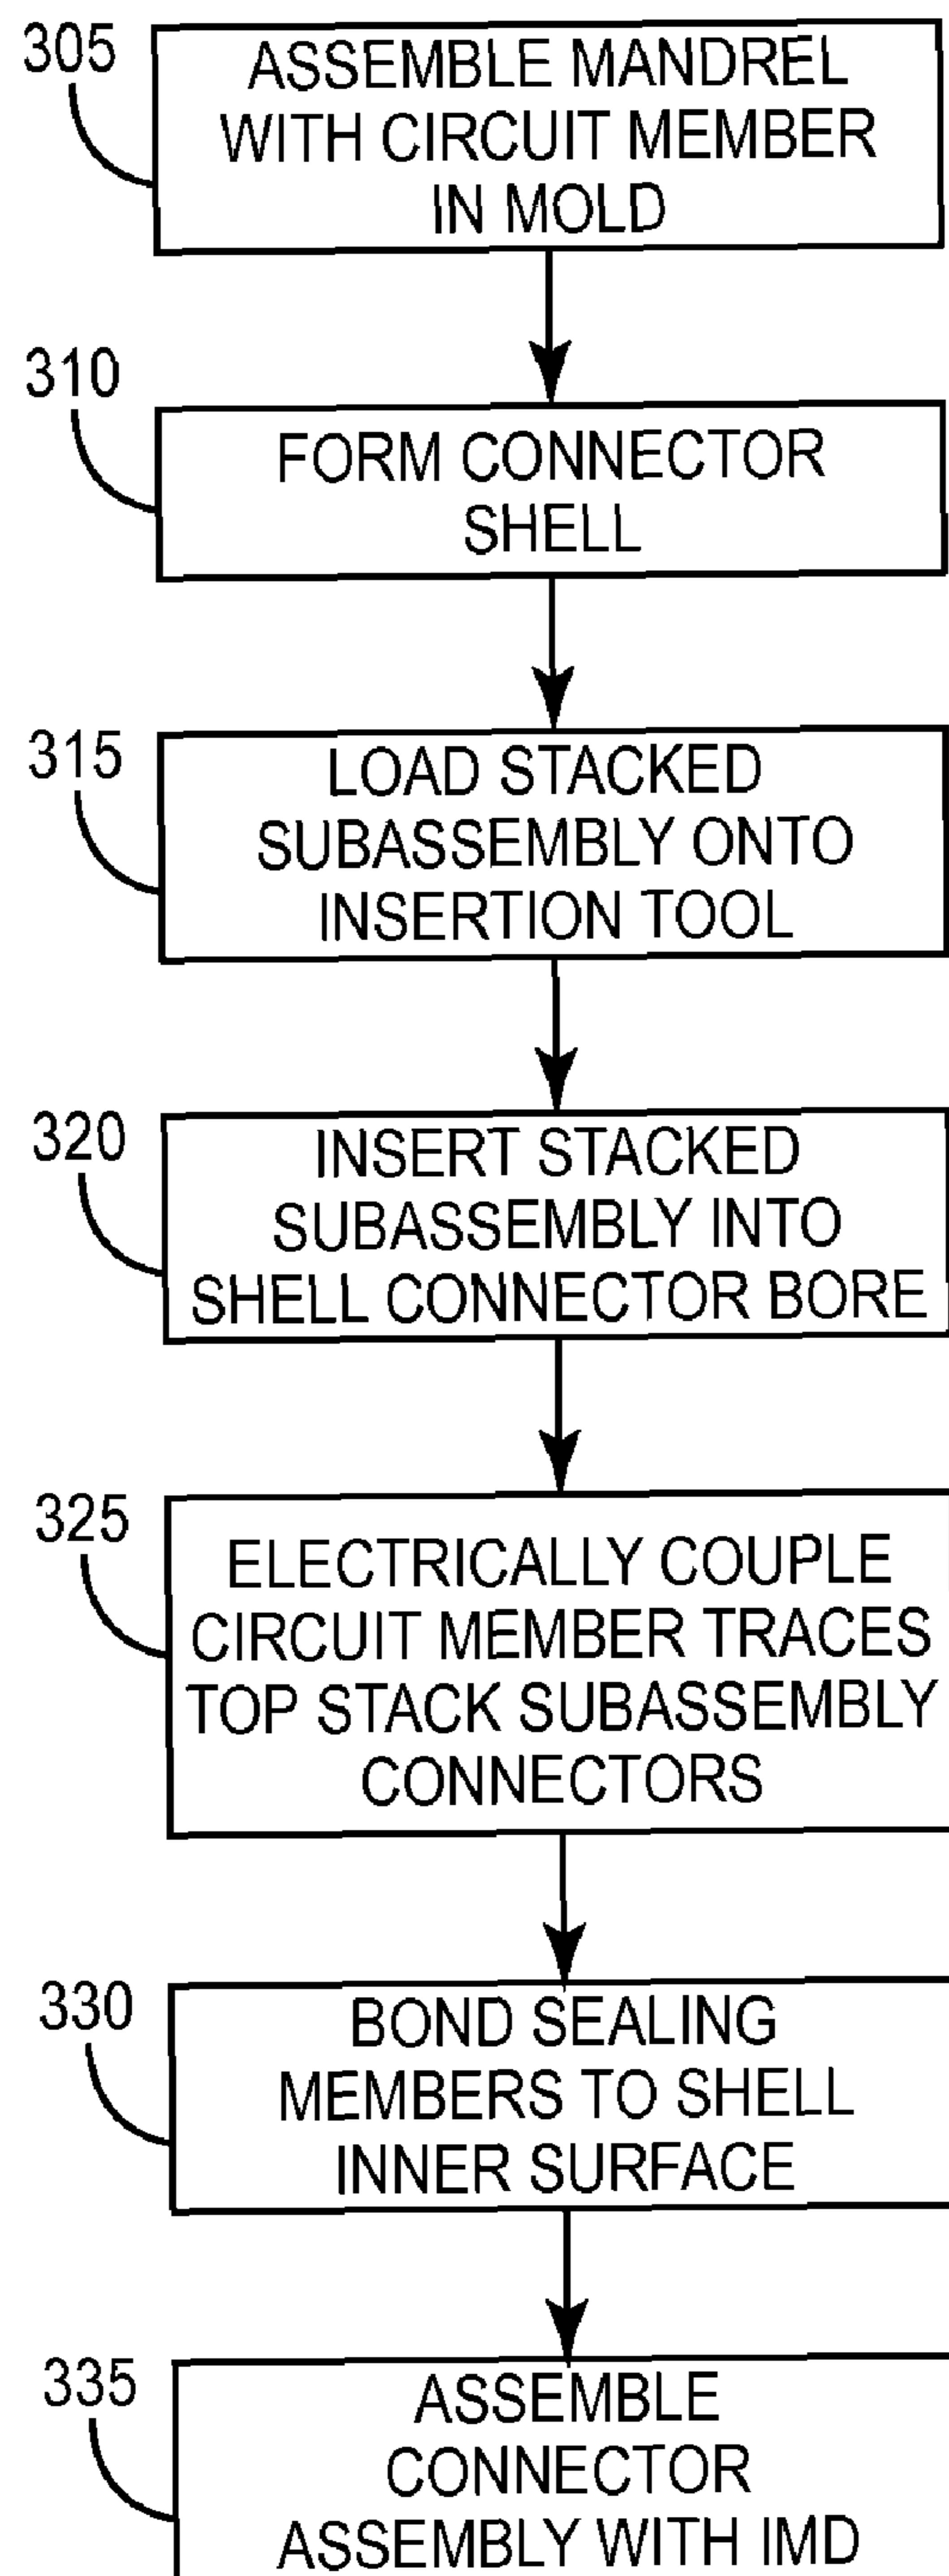 305
ASSEMBLE MANDREL
WITH CIRCUIT MEMBER
IN MOLD
310
FORM CONNECTOR
SHELL
315
LOAD STACKED
SUBASSEMBLY ONTO
INSERTION TOOL
320
INSERT STACKED
SUBASSEMBLY INTO
SHELL CONNECTOR BORE
325
ELECTRICALLY COUPLE
CIRCUIT MEMBER TRACES
TOP STACK SUBASSEMBLY
CONNECTORS
330
BOND SEALING
MEMBERS TO SHELL
INNER SURFACE
335
ASSEMBLE
CONNECTOR
ASSEMBLY WITH IMD